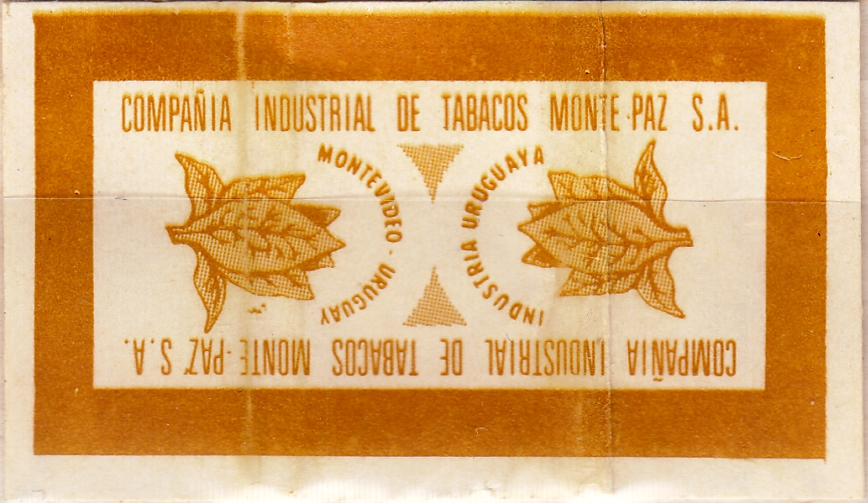 COMPAÑIA INDUSTRIAL DE TABACOS MONTE-PAZ S.A.
MONTEVIDEO - URUGUAY
INDUSTRIA URUGUAYA
COMPAÑIA INDUSTRIAL DE TABACOS MONTE-PAZ S.A.